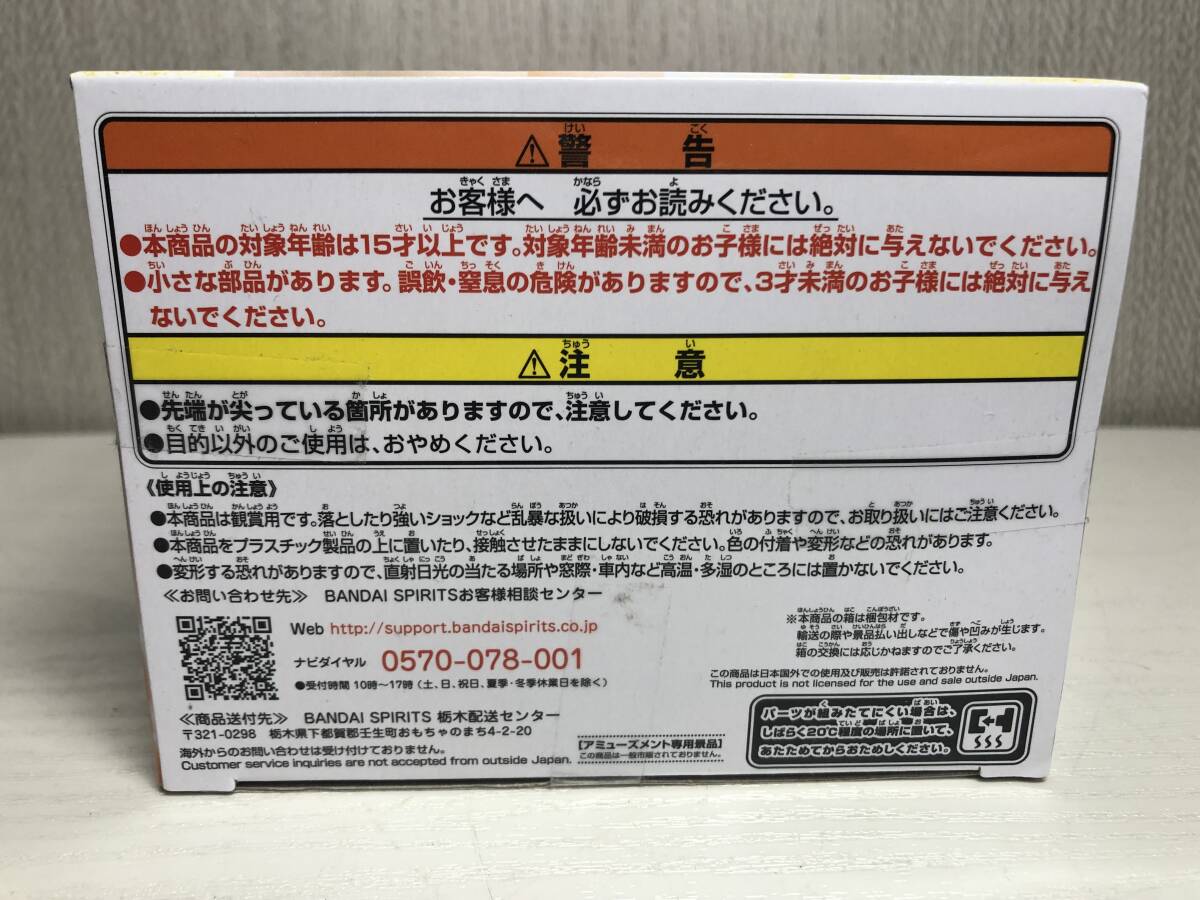 ⚠警告
お客様へ 必ずお読みください。
●本商品の対象年齢は15才以上です。対象年齢未満のお子様には絶対に与えないでください。
●小さな部品があります。誤飲・窒息の危険がありますので、3才未満のお子様には絶対に与え
ないでください。
⚠注意
●先端が尖っている箇所がありますので、注意してください。
●目的以外のご使用は、おやめください。
《使用上の注意》
●本商品は観賞用です。落としたり強いショックなど乱暴な扱いにより破損する恐れがありますので、お取り扱いにはご注意ください。
●本商品をプラスチック製品の上に置いたり、接触させたままにしないでください。色の付着や変形などの恐れがあります。
●変形する恐れがありますので、直射日光の当たる場所や窓際・車内など高温・多湿のところには置かないでください。
≪お問い合わせ先≫ BANDAI SPIRITSお客様相談センター
Web http://support.bandaispirits.co.jp
ナビダイヤル 0570-078-001
●受付時間 10時〜17時(土、日、祝日、夏季・冬季休業日を除く)
≪商品送付先≫ BANDAI SPIRITS 栃木配送センター
〒321-0298 栃木県下都賀郡壬生町おもちゃのまち4-2-20
海外からのお問い合わせは受け付けておりません。
Customer service inquiries are not accepted from outside Japan.
[アミューズメント専用景品]
この商品は一般市販されておりません。
※本商品の箱は梱包材です。
輸送の際や景品払い出しなどで傷や凹みが生じます。
箱の交換には応じかねますのでご了承ください。
この商品は日本国外での使用及び販売は許諾されておりません。
This product is not licensed for the use and sale outside Japan.
パーツが組みたてにくい場合は、
しばらく20℃程度の場所に置いて、
あたためてからおためしください。